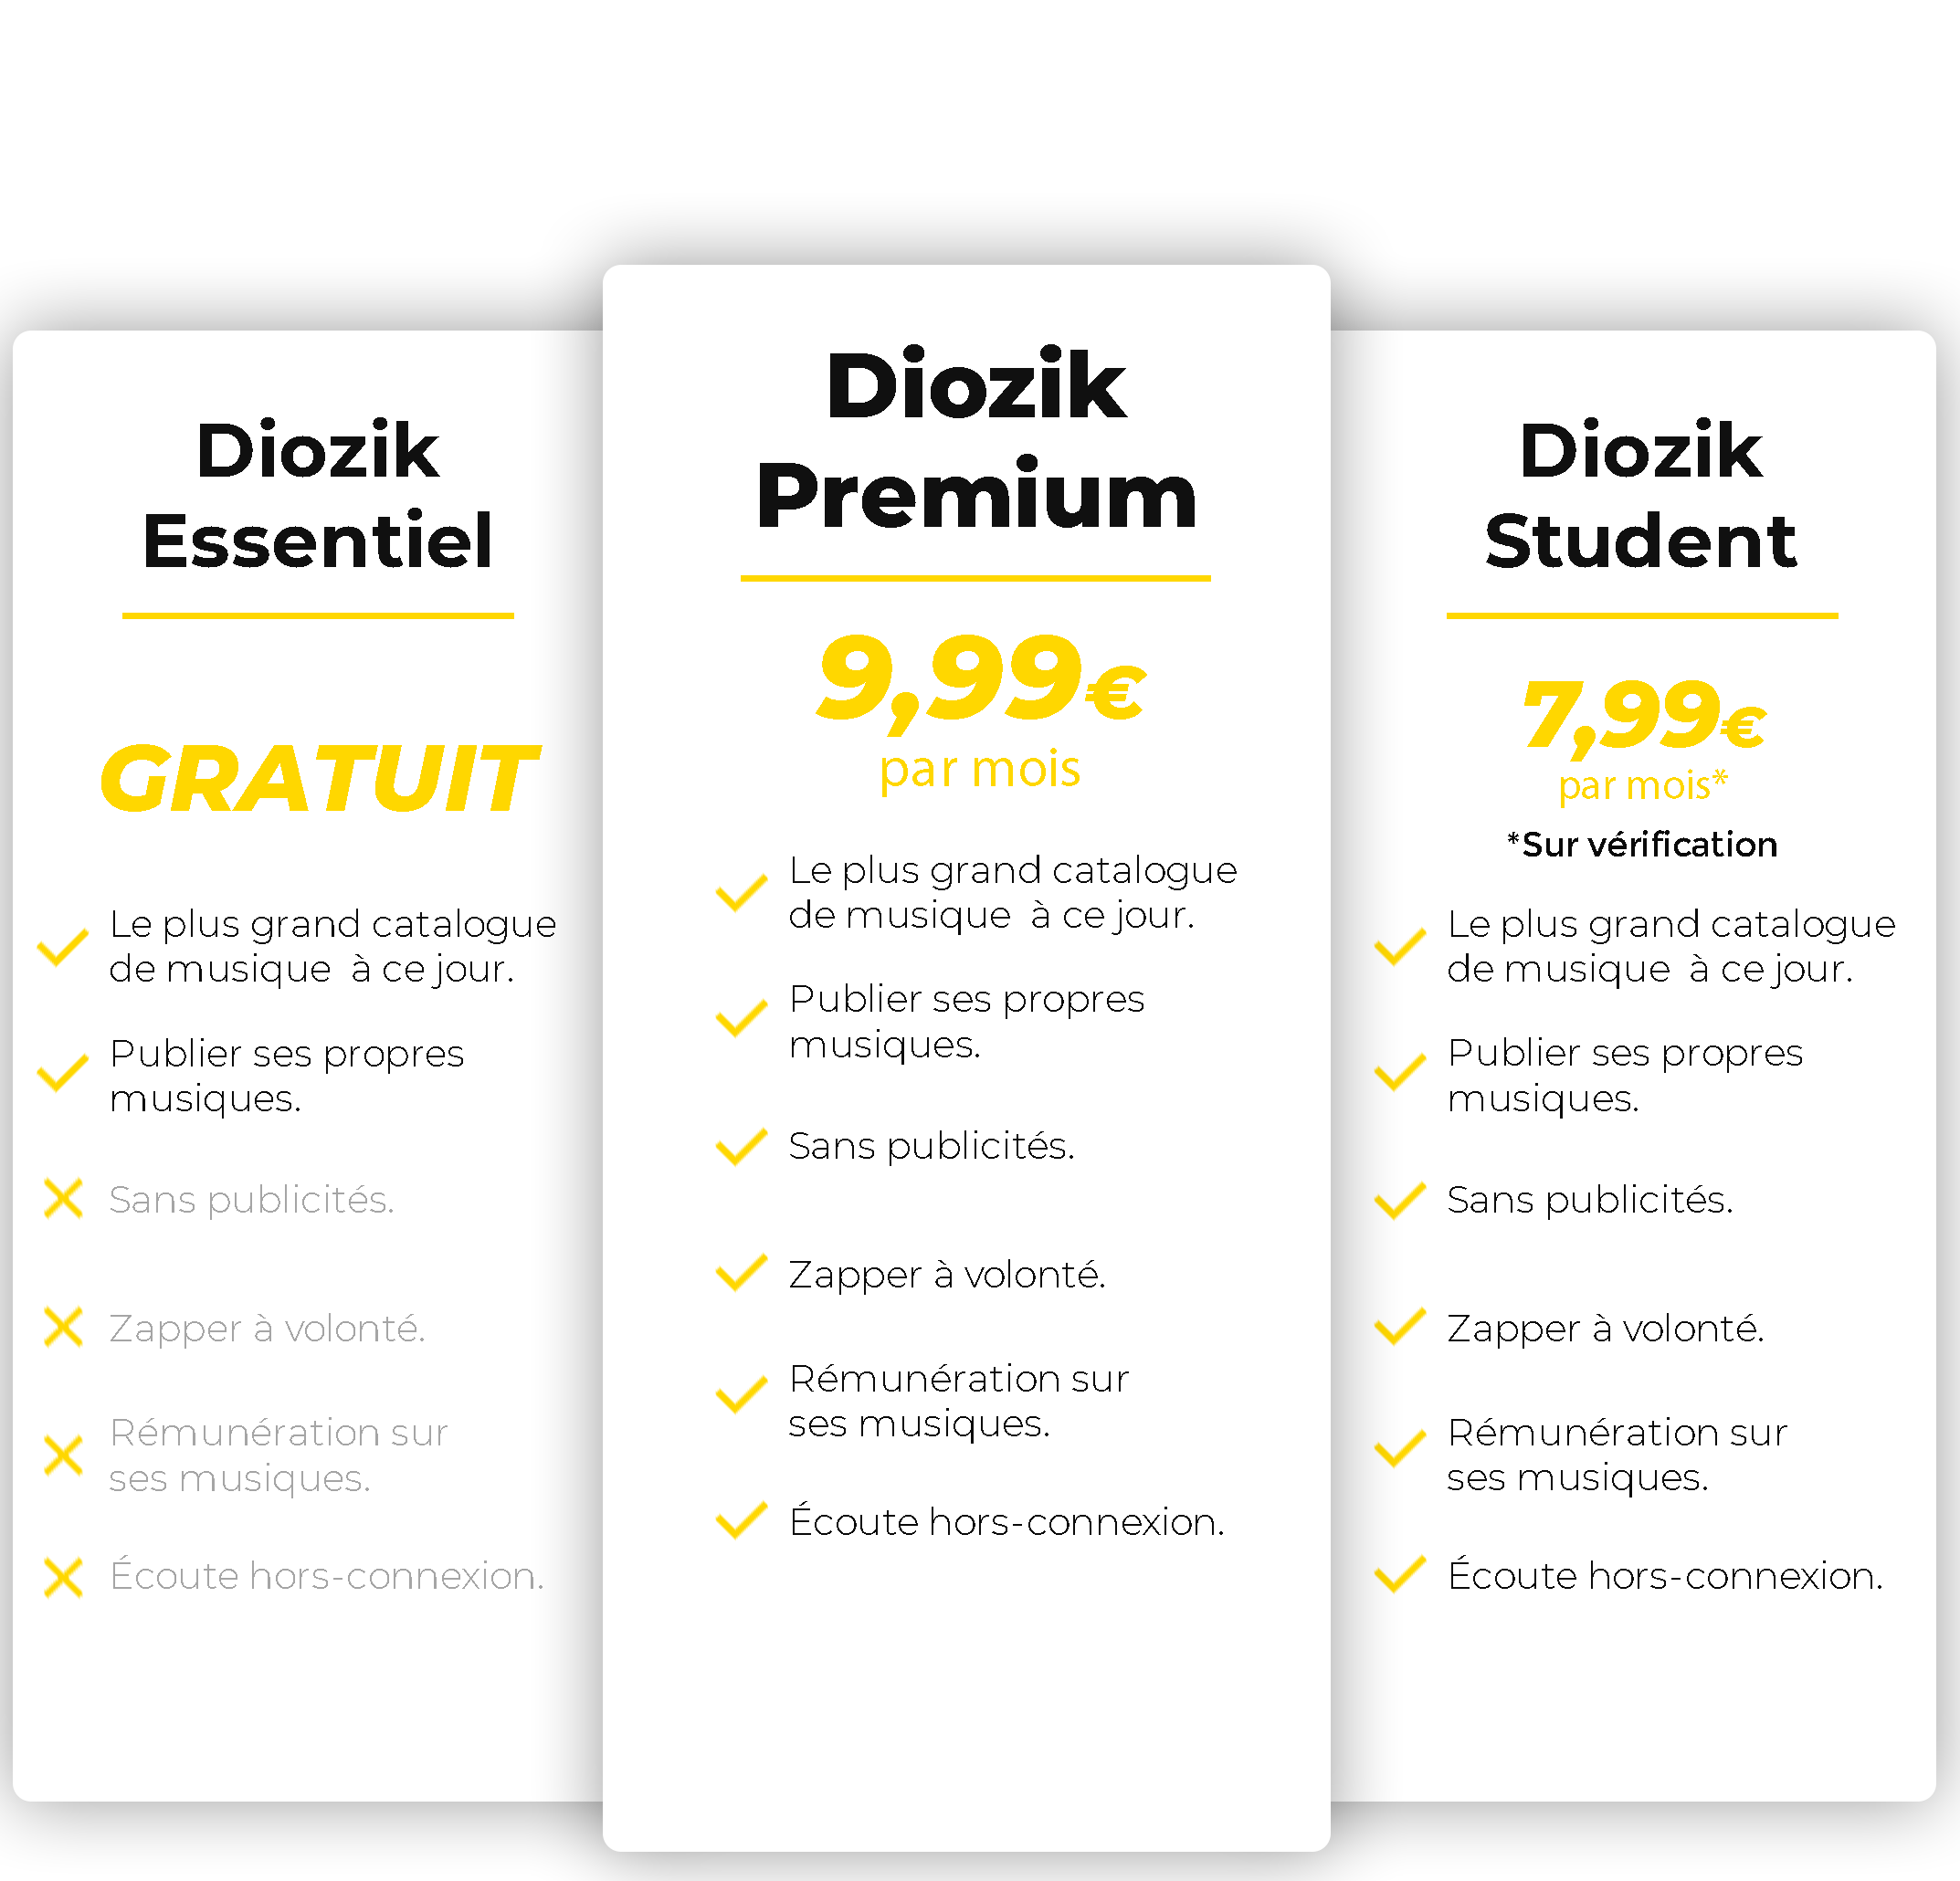 Diozik
Essentiel
GRATUIT
Le plus grand catalogue
de musique à ce jour.
Publier ses propres
musiques.
Sans publicités.
Zapper à volonté.
Rémunération sur
ses musiques.
Écoute hors-connexion.
Diozik
Premium
9,99€
par mois
Le plus grand catalogue
de musique à ce jour.
Publier ses propres
musiques.
Sans publicités.
Zapper à volonté.
Rémunération sur
ses musiques.
Écoute hors-connexion.
Diozik
Student
7,99€
par mois*
*Sur vérification
Le plus grand catalogue
de musique à ce jour.
Publier ses propres
musiques.
Sans publicités.
Zapper à volonté.
Rémunération sur
ses musiques.
Écoute hors-connexion.